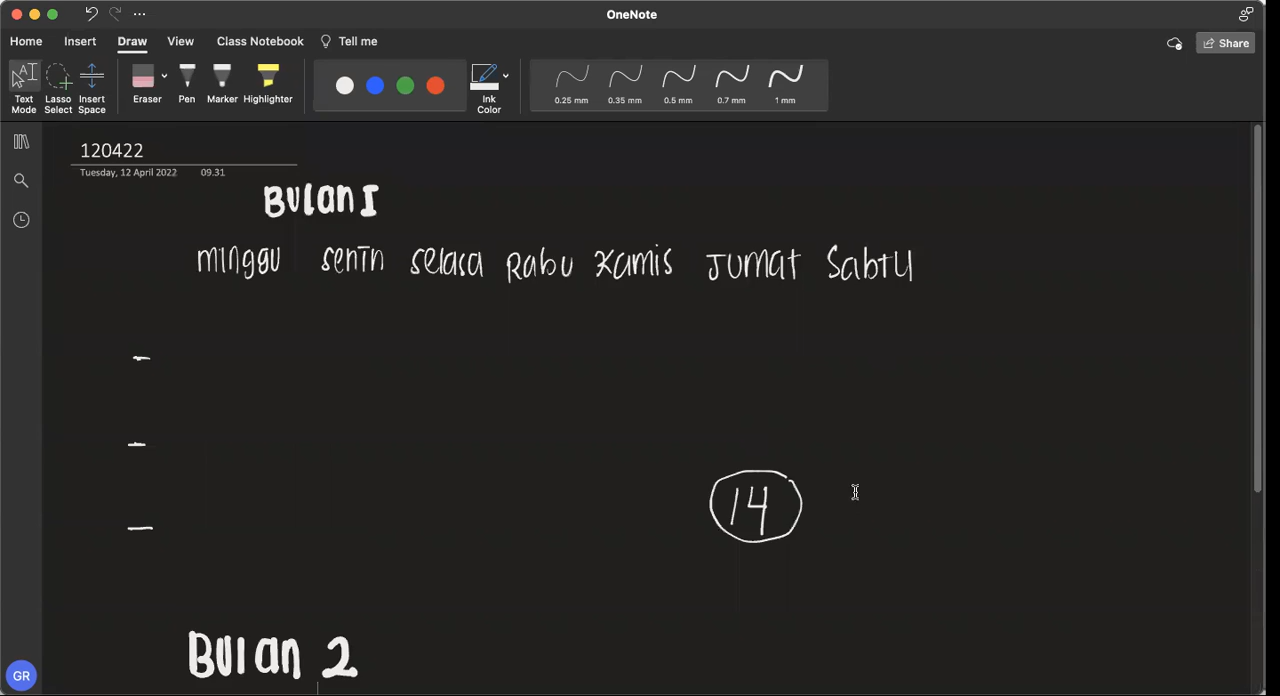 OneNote
Home Insert Draw View Class Notebook Tell me
Share
Text Mode
Lasso Select
Insert Space
Eraser
Pen
Marker
Highlighter
Ink Color
0.25 mm 0.35 mm 0.5 mm 0.7 mm 1 mm
120422
Tuesday, 12 April 2022 09.31
Bulan I
minggu senin selasa Rabu Kamis Jumat Sabtu
14
Bulan 2
GR